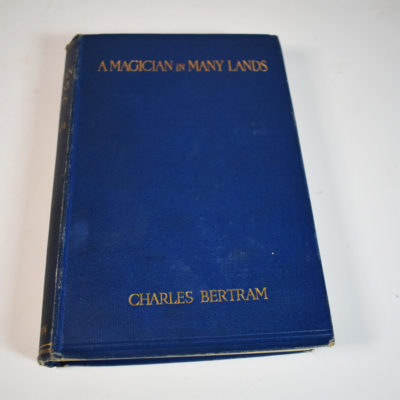 A MAGICIAN IN MANY LANDS
CHARLES BERTRAM